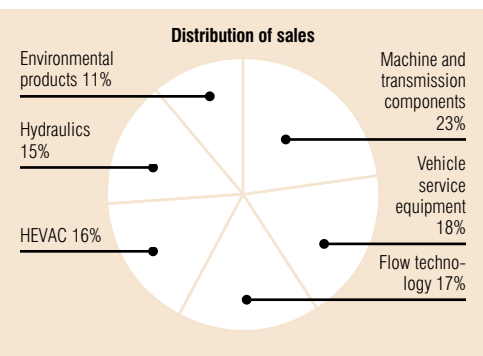 Distribution of sales
Environmental
products 11%
Machine and
transmission
components
23%
Hydraulics
15%
Vehicle
service
equipment
18%
HEVAC 16%
Flow techno-
logy 17%